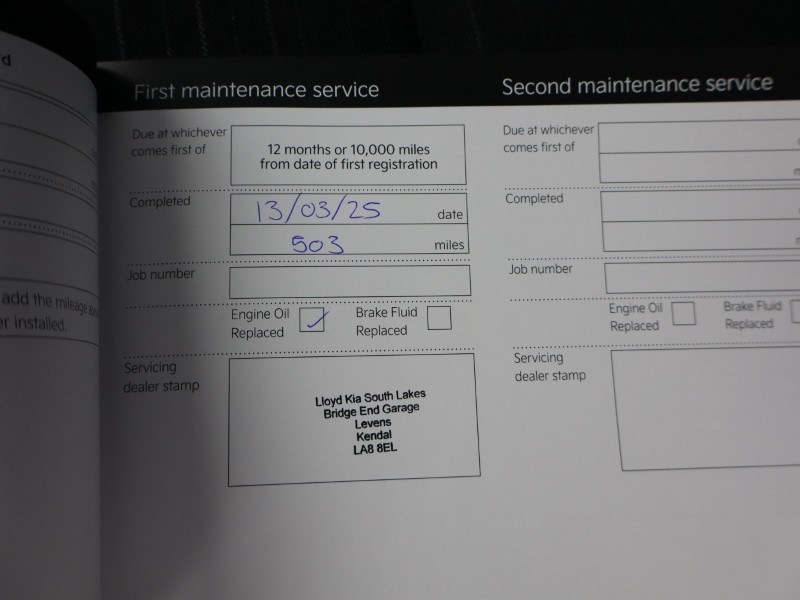 d
First maintenance service
Due at whichever
comes first of
12 months or 10,000 miles
from date of first registration
Completed
13/03/25 date
503 miles
Job number
Engine Oil
Replaced
Brake Fluid
Replaced
Servicing
dealer stamp
Lloyd Kia South Lakes
Bridge End Garage
Levens
Kendal
LA8 8EL
Second maintenance service
Due at whichever
comes first of
Completed
Job number
Engine Oil
Replaced
Brake Fluid
Replaced
Servicing
dealer stamp
add the mileage
er installed.